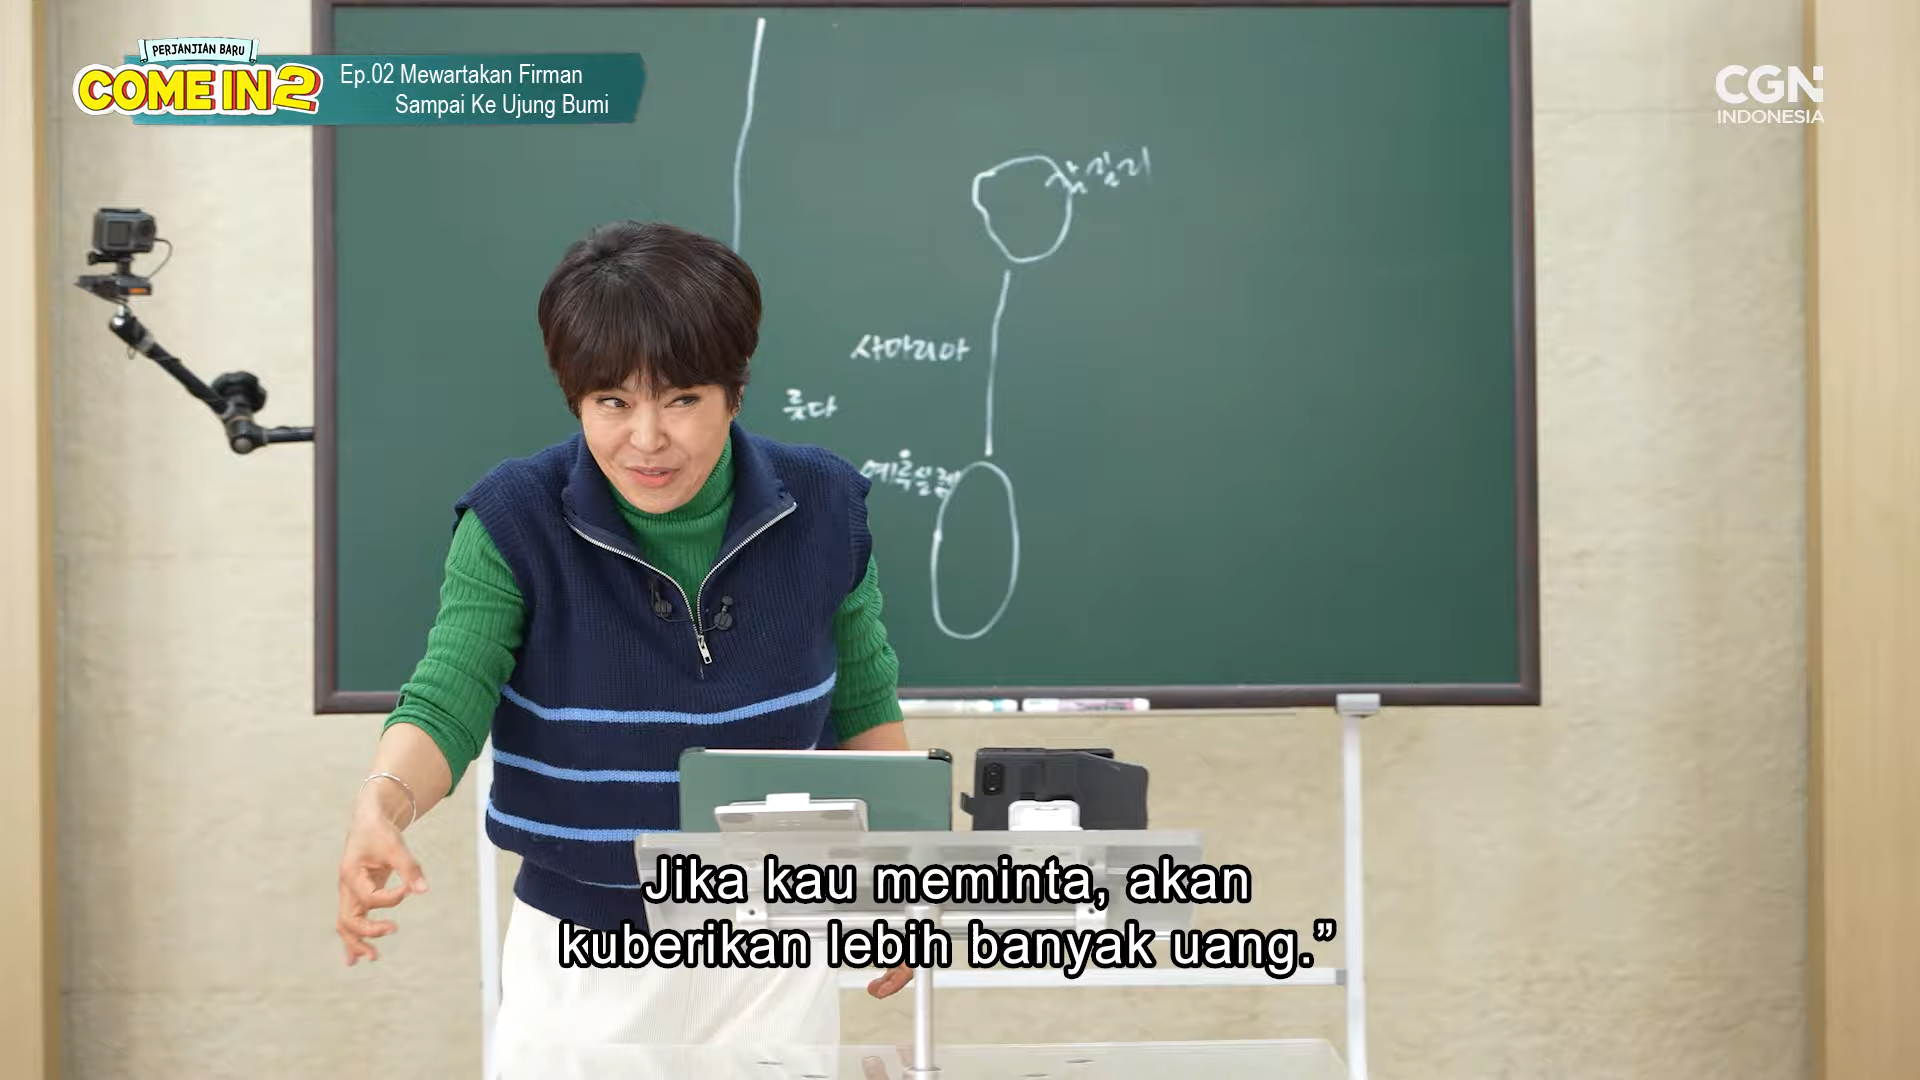 PERJANJIAN BARU
COME IN 2
Ep.02 Mewartakan Firman
Sampai Ke Ujung Bumi
CGN
INDONESIA
갈릴리
사마리아
룻다
예루살렘
Jika kau meminta, akan
kuberikan lebih banyak uang.”